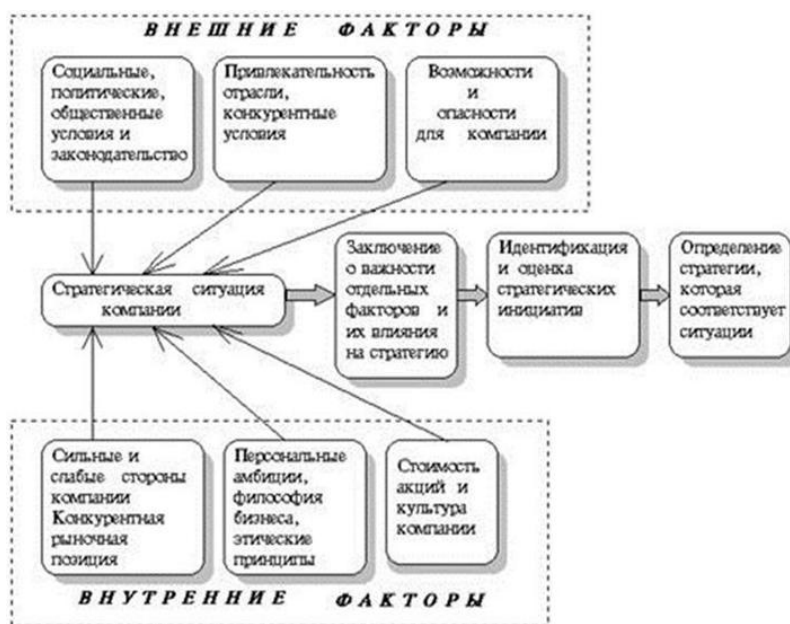 ВНЕШНИЕ ФАКТОРЫ
Социальные,
политические,
общественные
условия и
законодательство
Привлекательность
отрасли,
конкурентные
условия
Возможности
и
опасности
для компании
Стратегическая ситуация
компании
Заключение
о важности
отдельных
факторов и
их влияния
на стратегию
Идентификация
и оценка
стратегических
инициатив
Определение
стратегии,
которая
соответствует
ситуации
Сильные и
слабые стороны
компании
Конкурентная
рыночная
позиция
Персональные
амбиции,
философия
бизнеса,
этические
принципы
Стоимость
акций и
культура
компании
ВНУТРЕННИЕ ФАКТОРЫ